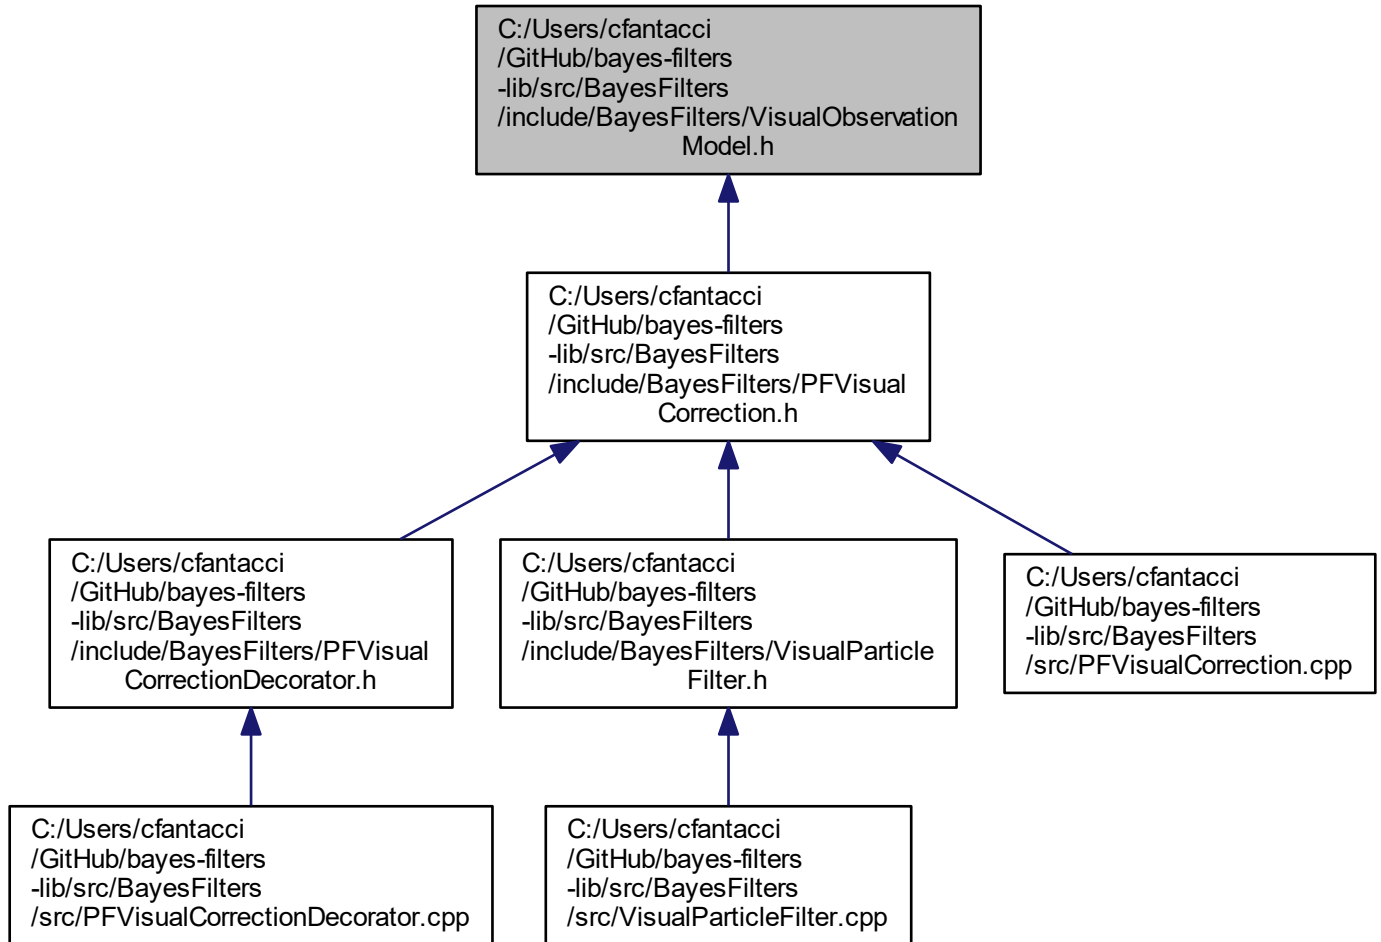 C:/Users/cfantacci
/GitHub/bayes-filters
-lib/src/BayesFilters
/include/BayesFilters/VisualObservation
Model.h
C:/Users/cfantacci
/GitHub/bayes-filters
-lib/src/BayesFilters
/include/BayesFilters/PFVisual
Correction.h
C:/Users/cfantacci
/GitHub/bayes-filters
-lib/src/BayesFilters
/include/BayesFilters/PFVisual
CorrectionDecorator.h
C:/Users/cfantacci
/GitHub/bayes-filters
-lib/src/BayesFilters
/include/BayesFilters/VisualParticle
Filter.h
C:/Users/cfantacci
/GitHub/bayes-filters
-lib/src/BayesFilters
/src/PFVisualCorrection.cpp
C:/Users/cfantacci
/GitHub/bayes-filters
-lib/src/BayesFilters
/src/PFVisualCorrectionDecorator.cpp
C:/Users/cfantacci
/GitHub/bayes-filters
-lib/src/BayesFilters
/src/VisualParticleFilter.cpp